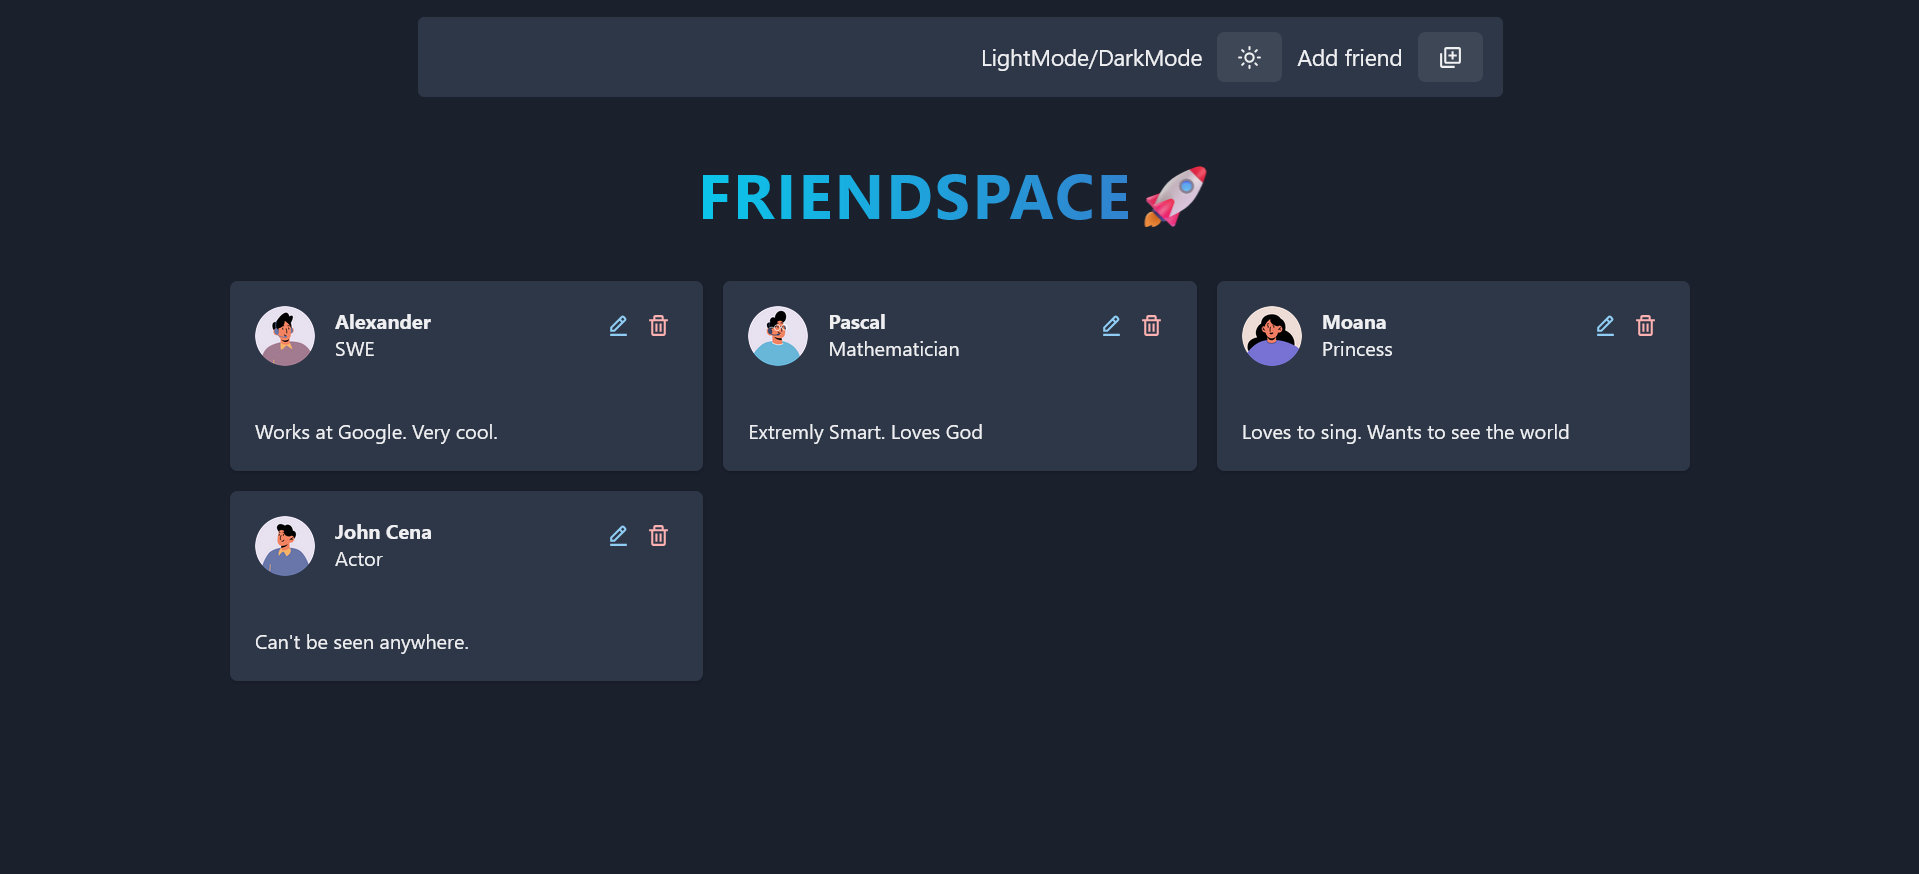 LightMode/DarkMode Add friend
FRIENDSPACE🚀
Alexander
SWE
Works at Google. Very cool.
Pascal
Mathematician
Extremly Smart. Loves God
Moana
Princess
Loves to sing. Wants to see the world
John Cena
Actor
Can't be seen anywhere.